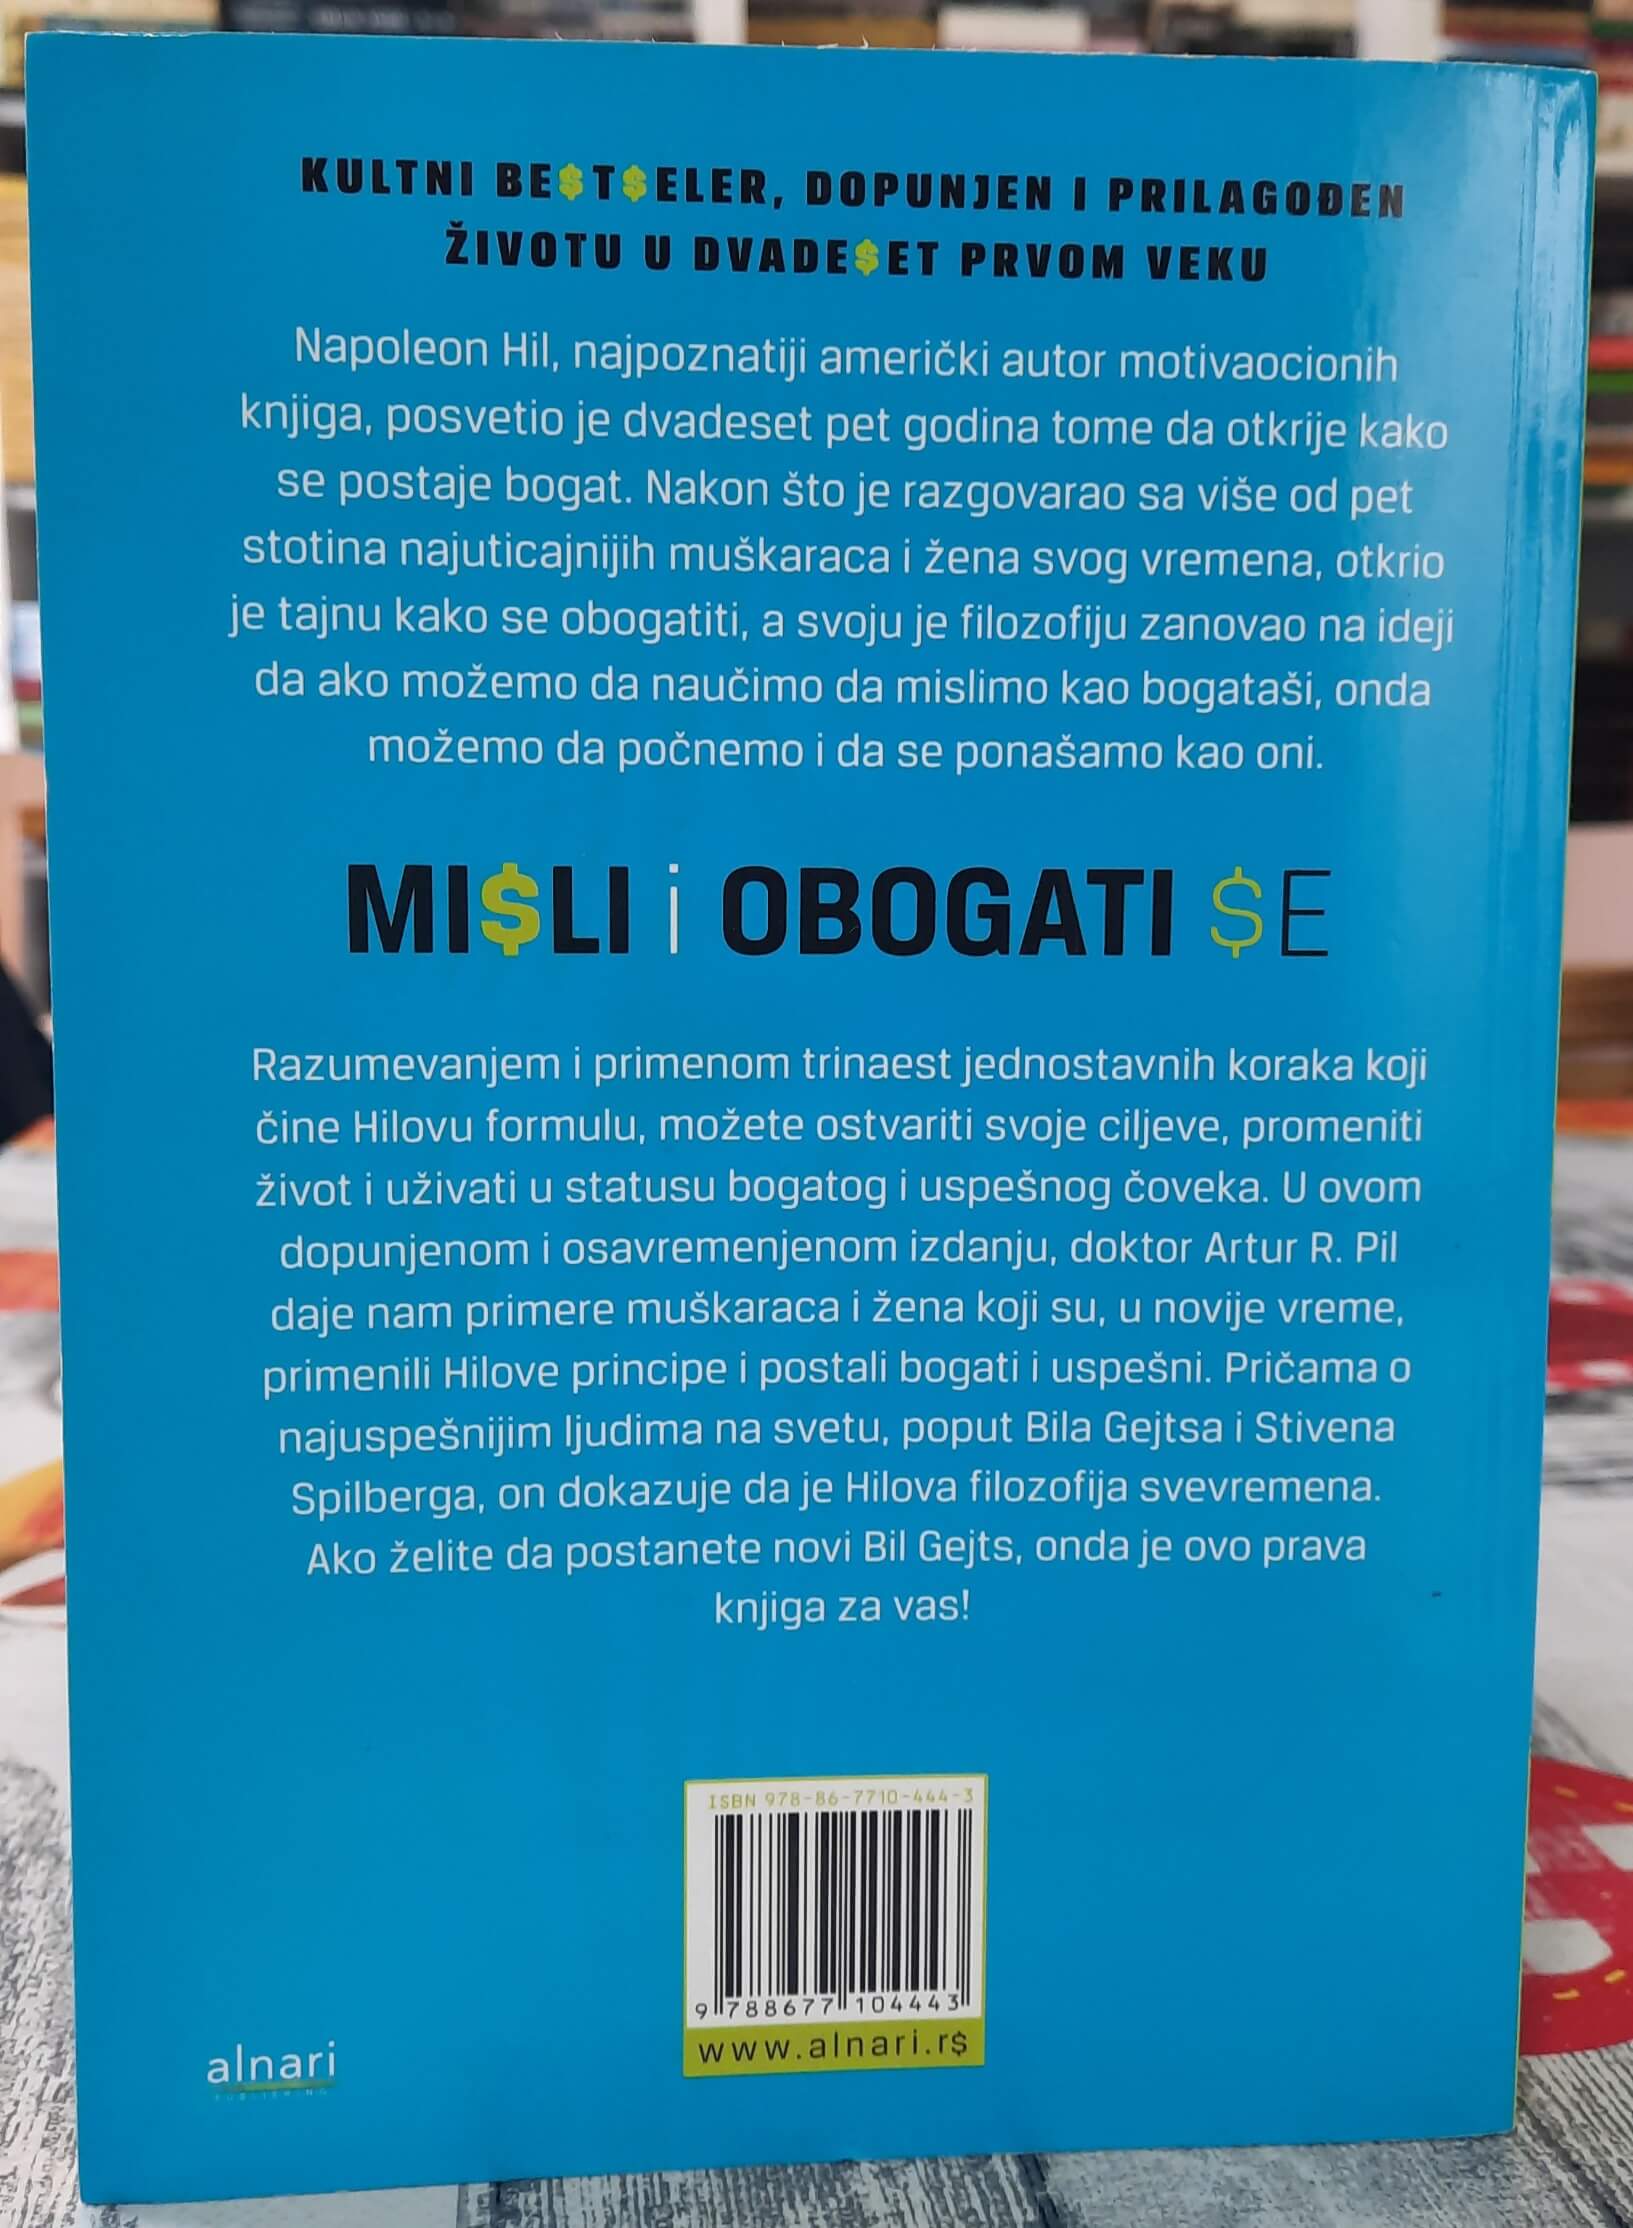 KULTNI BE$T$ELER, DOPUNJEN I PRILAGOĐEN
ŽIVOTU U DVADE$ET PRVOM VEKU
Napoleon Hil, najpoznatiji američki autor motivaocionih
knjiga, posvetio je dvadeset pet godina tome da otkrije kako
se postaje bogat. Nakon što je razgovarao sa više od pet
stotina najuticajnijih muškaraca i žena svog vremena, otkrio
je tajnu kako se obogatiti, a svoju je filozofiju zanovao na ideji
da ako možemo da naučimo da mislimo kao bogataši, onda
možemo da počnemo i da se ponašamo kao oni.
MI$LI i OBOGATI $E
Razumevanjem i primenom trinaest jednostavnih koraka koji
čine Hilovu formulu, možete ostvariti svoje ciljeve, promeniti
život i uživati u statusu bogatog i uspešnog čoveka. U ovom
dopunjenom i osavremenjenom izdanju, doktor Artur R. Pil
daje nam primere muškaraca i žena koji su, u novije vreme,
primenili Hilove principe i postali bogati i uspešni. Pričama o
najuspešnijim ljudima na svetu, poput Bila Gejtsa i Stivena
Spilberga, on dokazuje da je Hilova filozofija svevremena.
Ako želite da postanete novi Bil Gejts, onda je ovo prava
knjiga za vas!
ISBN 978-86-7710-444-3
9 788677 104443
www.alnari.r$
alnari
PUBLISHING